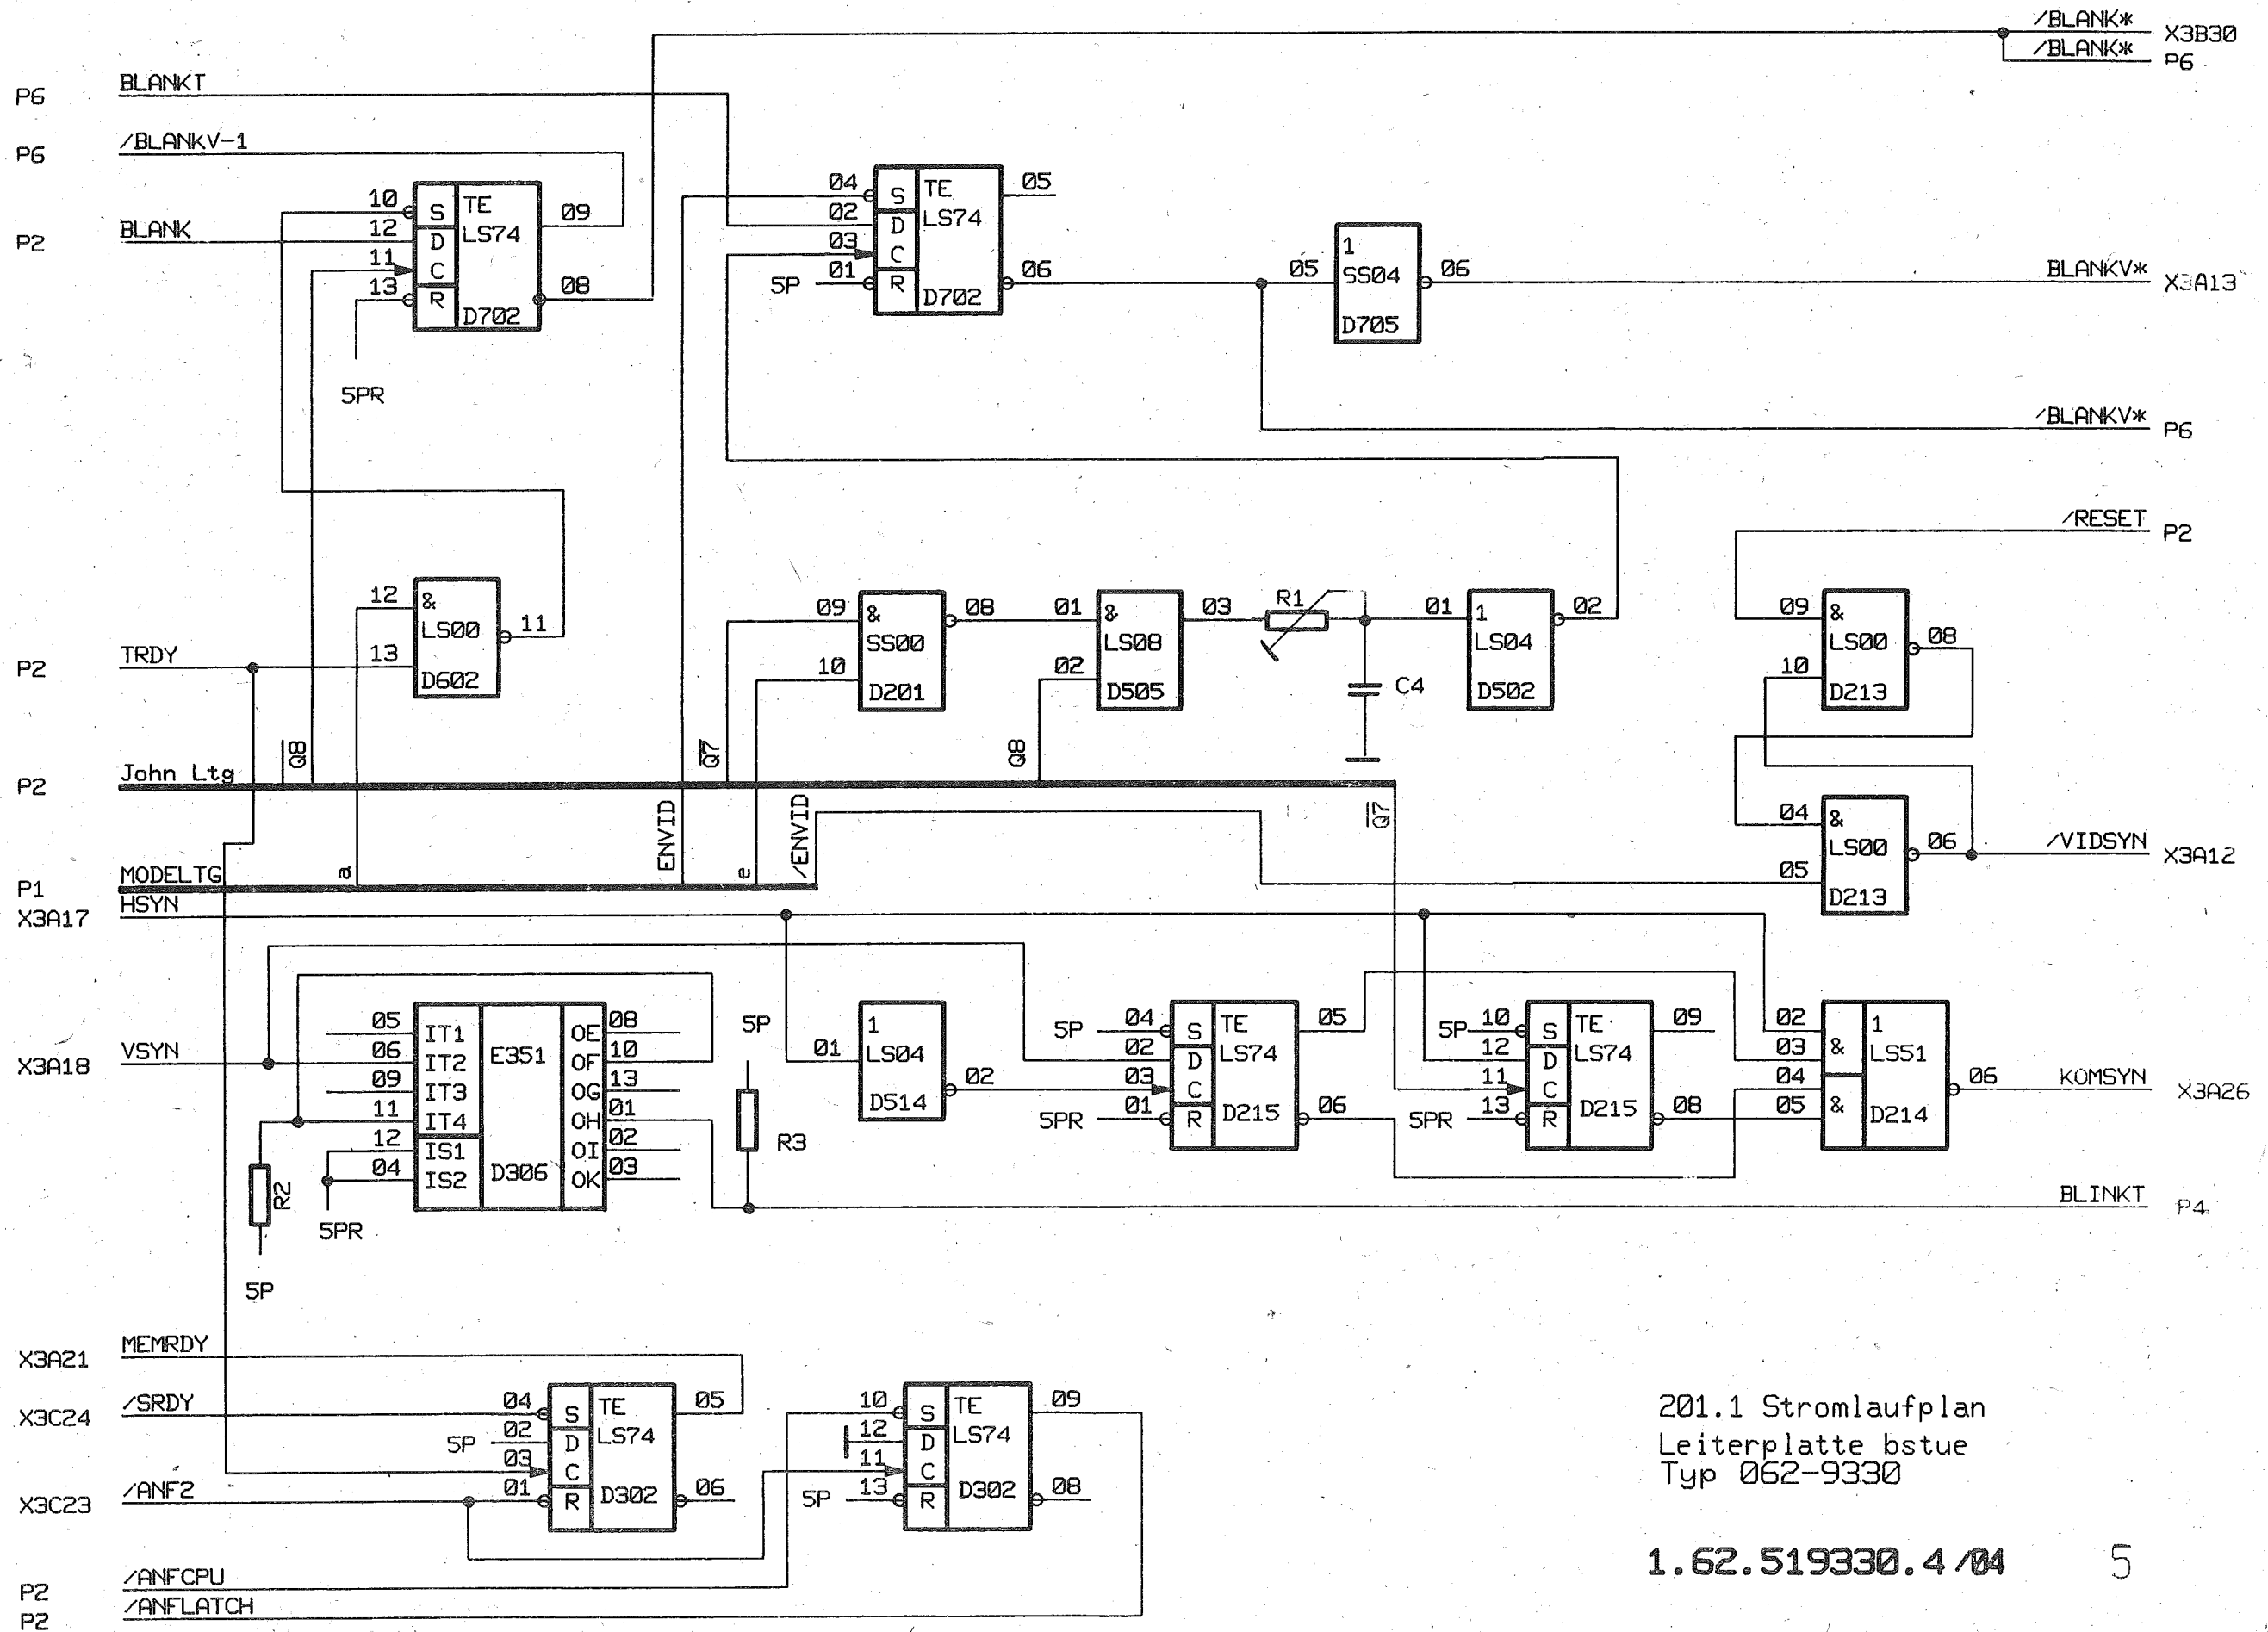 /BLANK* X3B30
/BLANK* P6
P6 BLANKT
P6 /BLANKV-1
P2 BLANK
10 S TE 09
12 D LS74
11 C
13 R D702 08
5PR
04 S TE 05
02 D LS74
03 C
5P 01 R D702 06
1
05 SS04 06
D705
BLANKV* X3A13
/BLANKV* P6
/RESET P2
12 &
LS00 11
P2 TRDY 13
D602
09 & 08
SS00
10 D201
01 & 03
LS08
02 D505
R1
C4
01 1 02
LS04
D502
09 & 08
LS00
10 D213
P2 John Ltg
Q8
Q7
Q8
Q7
04 & 06
LS00
05 D213
/VIDSYN X3A12
P1 MODELTG
a
ENVID
e
/ENVID
X3A17 HSYN
X3A18 VSYN
05 IT1 E351 OE 08
06 IT2 OF 10
09 IT3 OG 13
11 IT4 OH 01
12 IS1 OI 02
04 IS2 D306 OK 03
R2
5P
5PR
5P
R3
01 1 02
LS04
D514
5P 04 S TE 05
02 D LS74
03 C
5PR 01 R D215 06
5P 10 S TE 09
12 D LS74
11 C
5PR 13 R D215 08
02 1
03 & LS51
04 06
05 & D214
KOMSYN X3A26
BLINKT P4
X3A21 MEMRDY
X3C24 /SRDY
X3C23 /ANF2
04 S TE 05
5P 02 D LS74
03 C
01 R D302 06
10 S TE 09
12 D LS74
11 C
5P 13 R D302 08
P2 /ANFCPU
P2 /ANFLATCH
201.1 Stromlaufplan
Leiterplatte bstue
Typ 062-9330
1.62.519330.4/04 5